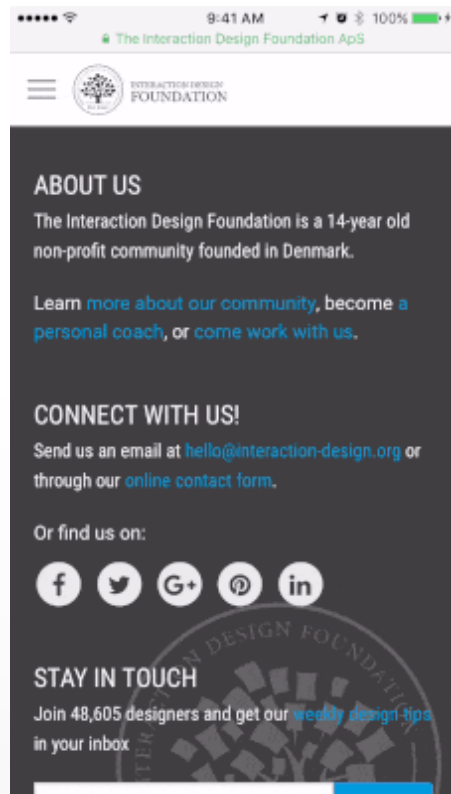 9:41 AM
100%
The Interaction Design Foundation ApS
INTERACTION DESIGN
FOUNDATION
ABOUT US
The Interaction Design Foundation is a 14-year old
non-profit community founded in Denmark.
Learn more about our community, become a
personal coach, or come work with us.
CONNECT WITH US!
Send us an email at hello@interaction-design.org or
through our online contact form.
Or find us on:
f
G+
in
STAY IN TOUCH
Join 48,605 designers and get our weekly design tips
in your inbox
INTERACTION DESIGN FOUNDATION